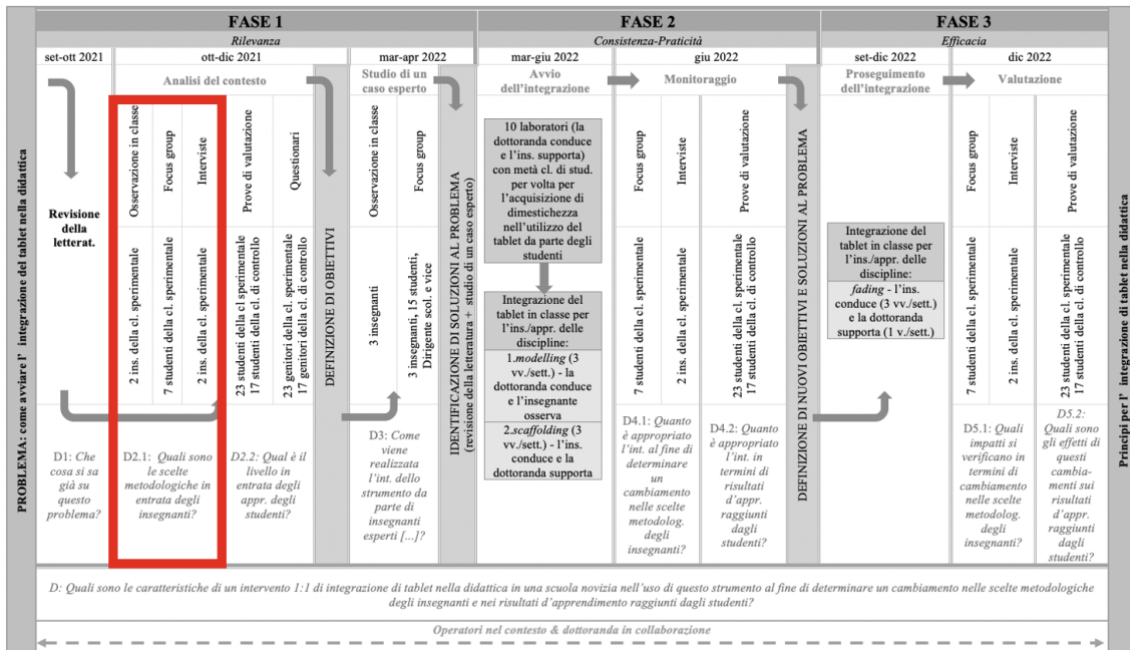 FASE 1
FASE 2
FASE 3
Rilevanza
Consistenza-Praticità
Efficacia
set-ott 2021
ott-dic 2021
mar-apr 2022
mar-giu 2022
giu 2022
set-dic 2022
dic 2022
PROBLEMA: come avviare l' integrazione del tablet nella didattica
Revisione
della
letterat.
D1: Che
cosa si sa
già su
questo
problema?
Analisi del contesto
Osservazione in classe
Focus group
Interviste
Prove di valutazione
Questionari
2 ins. della cl. sperimentale
7 studenti della cl. sperimentale
2 ins. della cl. sperimentale
23 studenti della cl sperimentale
17 studenti della cl. di controllo
23 genitori della cl. sperimentale
17 genitori della cl. di controllo
D2.1: Quali sono
le scelte
metodologiche in
entrata degli
insegnanti?
D2.2: Qual è il
livello in
entrata degli
appr. degli
studenti?
DEFINIZIONE DI OBIETTIVI
Studio di un
caso esperto
Osservazione in classe
Focus group
3 insegnanti
3 insegnanti, 15 studenti,
Dirigente scol. e vice
D3: Come
viene
realizzata
l'int. dello
strumento da
parte di
insegnanti
esperti [...]?
IDENTIFICAZIONE DI SOLUZIONI AL PROBLEMA
(revisione della letteratura + studio di un caso esperto)
Avvio
dell'integrazione
10 laboratori (la
dottoranda conduce
e l'ins. supporta)
con metà cl. di stud.
per volta per
l'acquisizione di
dimestichezza
nell'utilizzo del
tablet da parte degli
studenti
Integrazione del
tablet in classe per
l'ins./appr. delle
discipline:
1.modelling (3
vv./sett.) - la
dottoranda conduce
e l'insegnante
osserva
2.scaffolding (3
vv./sett.) - l'ins.
conduce e la
dottoranda supporta
Monitoraggio
Focus group
Interviste
Prove di valutazione
7 studenti della cl. sperimentale
2 ins. della cl. sperimentale
23 studenti della cl. sperimentale
17 studenti della cl. di controllo
D4.1: Quanto
è appropriato
l'int. al fine di
determinare
un
cambiamento
nelle scelte
metodolog.
degli
insegnanti?
D4.2: Quanto è
appropriato
l'int. in
termini di
risultati
d'appr.
raggiunti
dagli
studenti?
DEFINIZIONE DI NUOVI OBIETTIVI E SOLUZIONI AL PROBLEMA
Proseguimento
dell'integrazione
Integrazione del
tablet in classe per
l'ins./appr. delle
discipline:
fading - l'ins.
conduce (3 vv./sett.)
e la dottoranda
supporta (1 v./sett.)
Valutazione
Focus group
Interviste
Prove di valutazione
7 studenti della cl. sperimentale
2 ins. della cl. sperimentale
23 studenti della cl. sperimentale
17 studenti della cl. di controllo
D5.1: Quali
impatti si
verificano in
termini di
cambiamento
nelle scelte
metodolog.
degli
insegnanti?
D5.2:
Quali sono
gli effetti di
questi
cambia-
menti sui
risultati
d'appr.
raggiunti
dagli
studenti?
Principi per l' integrazione di tablet nella didattica
D: Quali sono le caratteristiche di un intervento 1:1 di integrazione di tablet nella didattica in una scuola novizia nell'uso di questo strumento al fine di determinare un cambiamento nelle scelte metodologiche
degli insegnanti e nei risultati d'apprendimento raggiunti dagli studenti?
Operatori nel contesto & dottoranda in collaborazione